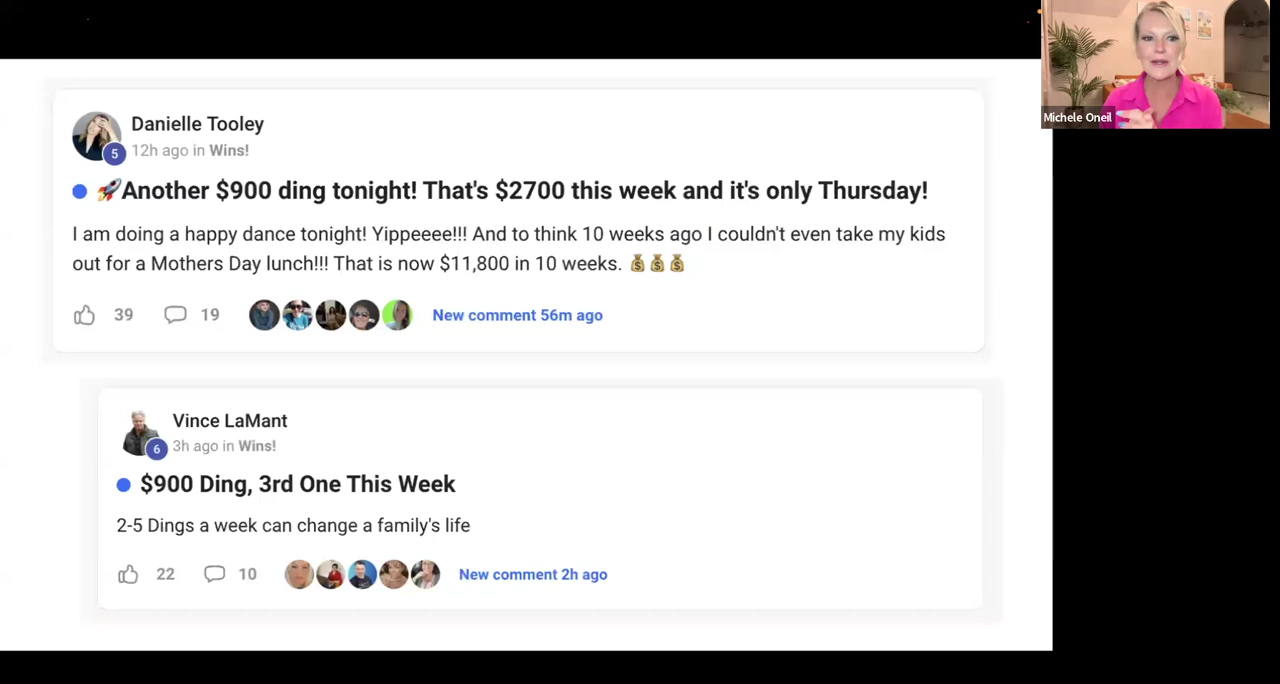 Michele Oneil
Danielle Tooley
5
12h ago in Wins!
🚀Another $900 ding tonight! That's $2700 this week and it's only Thursday!
I am doing a happy dance tonight! Yippeeee!!! And to think 10 weeks ago I couldn't even take my kids
out for a Mothers Day lunch!!! That is now $11,800 in 10 weeks. 💰💰💰
39 19 New comment 56m ago
Vince LaMant
6
3h ago in Wins!
$900 Ding, 3rd One This Week
2-5 Dings a week can change a family's life
22 10 New comment 2h ago